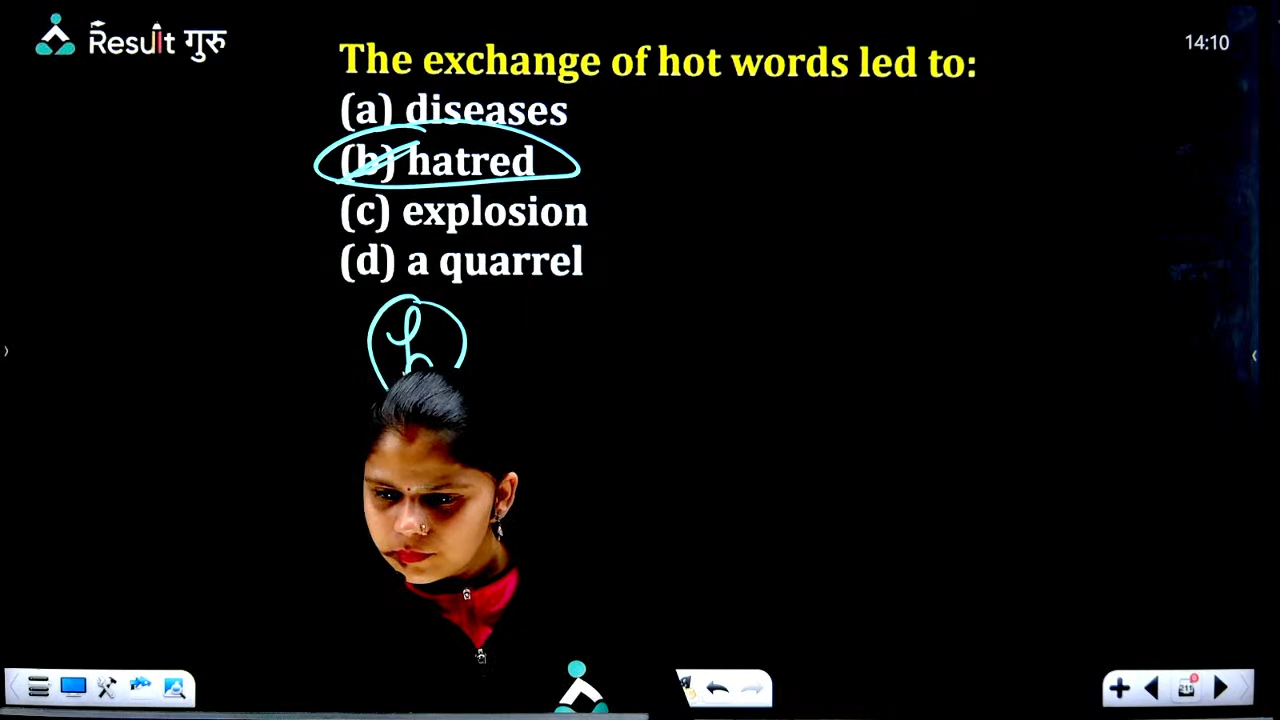 Result गुरु
14:10
The exchange of hot words led to:
(a) diseases
(b) hatred
(c) explosion
(d) a quarrel
h